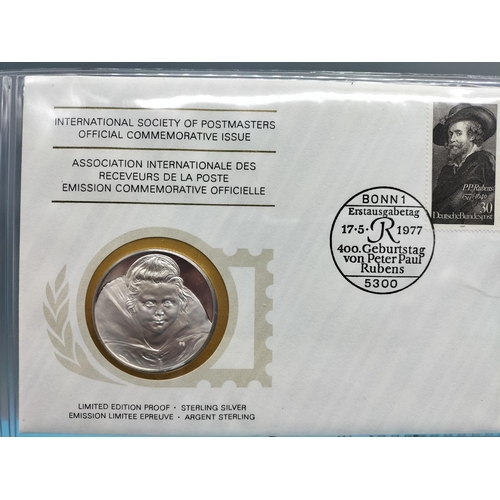 INTERNATIONAL SOCIETY OF POSTMASTERS
OFFICIAL COMMEMORATIVE ISSUE
ASSOCIATION INTERNATIONALE DES
RECEVEURS DE LA POSTE
EMISSION COMMEMORATIVE OFFICIELLE
P.P. Rubens
1577-1640
30
Deutsche Bundespost
BONN 1
Erstausgabetag
17.5. R 1977
400. Geburtstag
von Peter Paul
Rubens
5300
LIMITED EDITION PROOF · STERLING SILVER
EMISSION LIMITEE EPREUVE · ARGENT STERLING